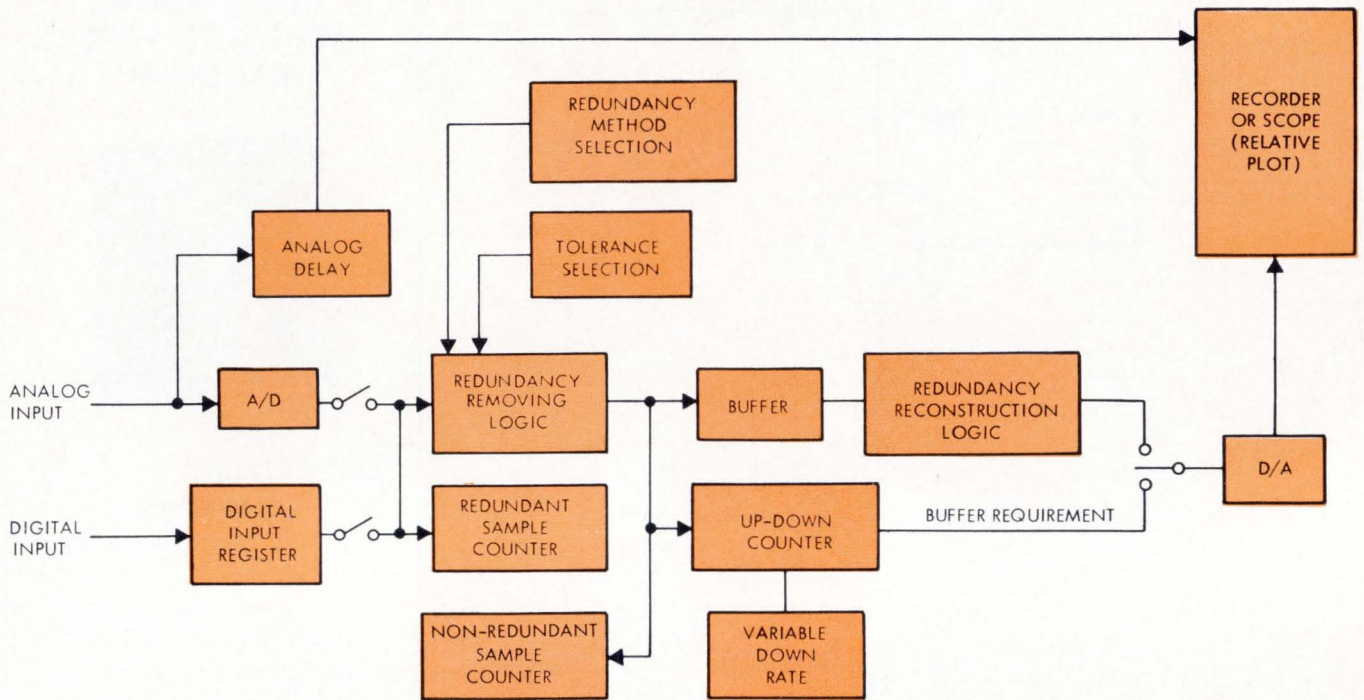 RECORDER
OR SCOPE
(RELATIVE
PLOT)
REDUNDANCY
METHOD
SELECTION
ANALOG
DELAY
TOLERANCE
SELECTION
ANALOG
INPUT
A/D
REDUNDANCY
REMOVING
LOGIC
BUFFER
REDUNDANCY
RECONSTRUCTION
LOGIC
D/A
DIGITAL
INPUT
DIGITAL
INPUT
REGISTER
REDUNDANT
SAMPLE
COUNTER
UP-DOWN
COUNTER
BUFFER REQUIREMENT
NON-REDUNDANT
SAMPLE
COUNTER
VARIABLE
DOWN
RATE